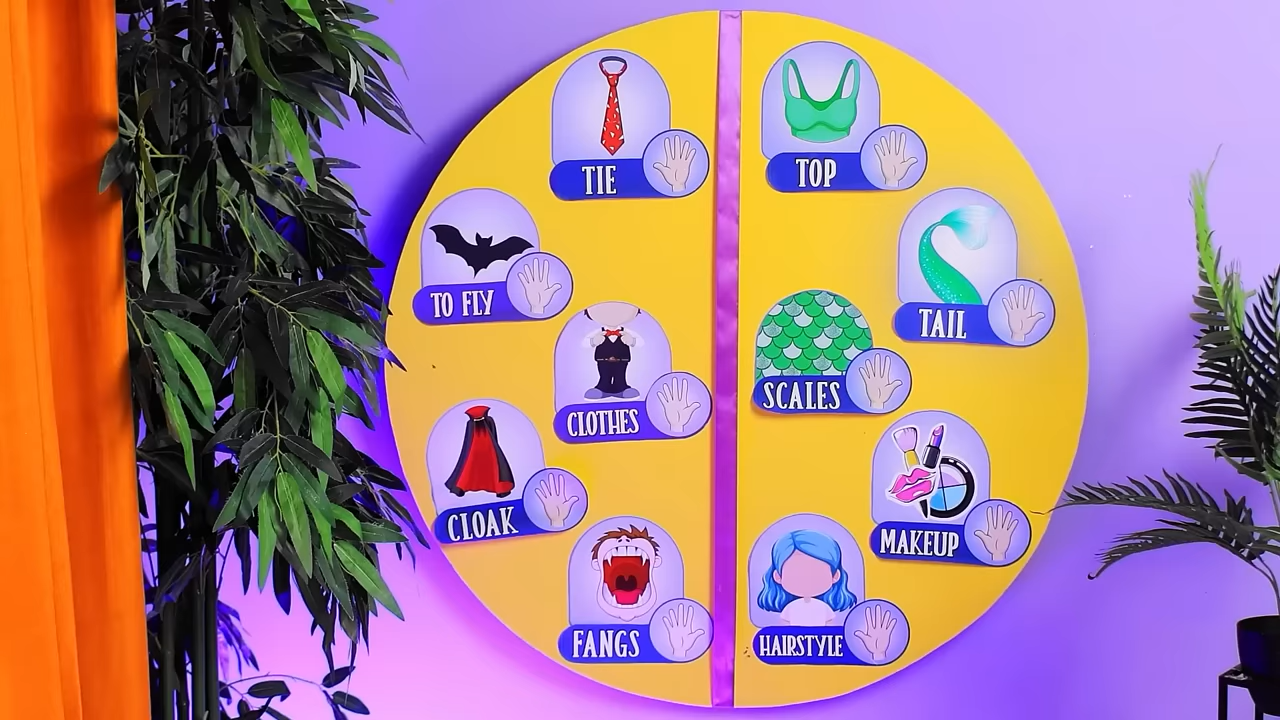 TIE
TO FLY
CLOTHES
CLOAK
FANGS
TOP
TAIL
SCALES
MAKEUP
HAIRSTYLE